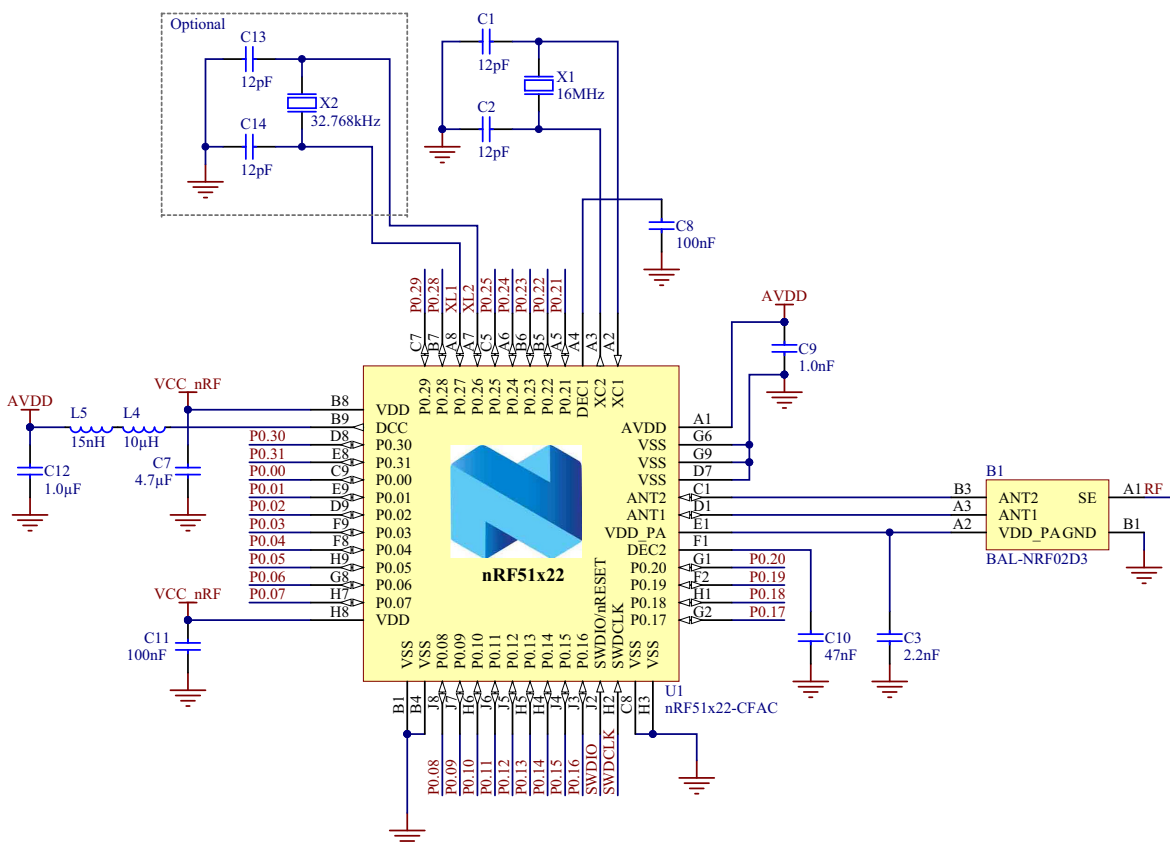 Optional
C13
12pF
X2
32.768kHz
C14
12pF
C1
12pF
X1
16MHz
C2
12pF
C8
100nF
P0.29
P0.28
XL1
XL2
P0.25
P0.24
P0.23
P0.22
P0.21
C7
B7
A8
A7
C5
A6
B6
B5
A5
A4
A3
A2
P0.29
P0.28
P0.27
P0.26
P0.25
P0.24
P0.23
P0.22
P0.21
DEC1
XC2
XC1
AVDD
C9
1.0nF
AVDD
L5
15nH
L4
10µH
VCC_nRF
C12
1.0µF
C7
4.7µF
B8 VDD
B9 DCC
P0.30 D8 P0.30
P0.31 E8 P0.31
P0.00 C9 P0.00
P0.01 E9 P0.01
P0.02 D9 P0.02
P0.03 F9 P0.03
P0.04 F8 P0.04
P0.05 H9 P0.05
P0.06 G8 P0.06
P0.07 H7 P0.07
H8 VDD
VCC_nRF
C11
100nF
nRF51x22
AVDD A1
VSS G6
VSS G9
VSS D7
ANT2 C1
ANT1 D1
VDD_PA E1
DEC2 F1
P0.20 G1 P0.20
P0.19 F2 P0.19
P0.18 H1 P0.18
P0.17 G2 P0.17
B1
B3 ANT2 SE A1 RF
A3 ANT1
A2 VDD_PA GND B1
BAL-NRF02D3
C10
47nF
C3
2.2nF
VSS
VSS
P0.08
P0.09
P0.10
P0.11
P0.12
P0.13
P0.14
P0.15
P0.16
SWDIO/nRESET
SWDCLK
VSS
VSS
U1
nRF51x22-CFAC
B1
B4
J8
J7
H6
J6
J5
H5
H4
J4
J3
J2
H2
C8
H3
P0.08
P0.09
P0.10
P0.11
P0.12
P0.13
P0.14
P0.15
P0.16
SWDIO
SWDCLK